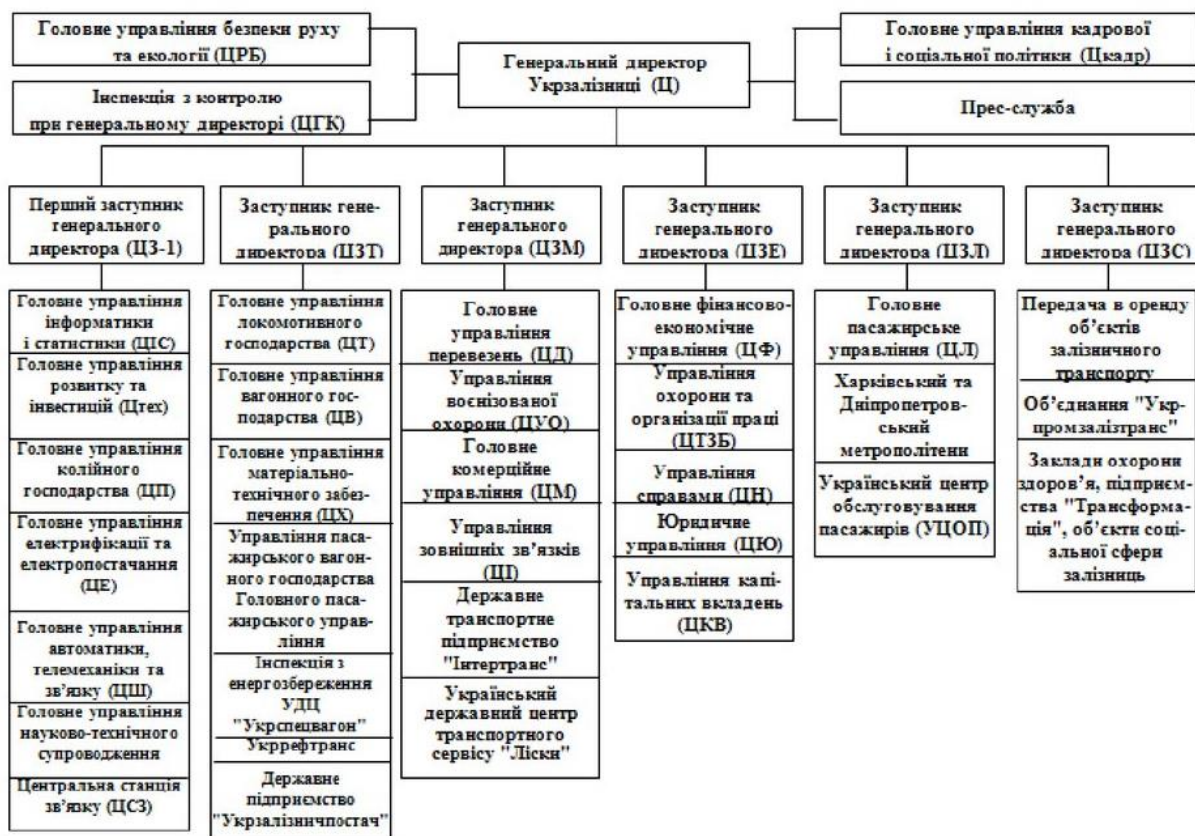 Головне управління безпеки руху
та екології (ЦРБ)
Інспекція з контролю
при генеральному директорі (ЦГК)
Генеральний директор
Укрзалізниці (Ц)
Головне управління кадрової
і соціальної політики (Цкадр)
Прес-служба
Перший заступник
генерального
директора (ЦЗ-1)
Головне управління
інформатики
і статистики (ЦІС)
Головне управління
розвитку та
інвестицій (Цтех)
Головне управління
колійного
господарства (ЦП)
Головне управління
електрифікації та
електропостачання
(ЦЕ)
Головне управління
автоматики,
телемеханіки та
зв’язку (ЦШ)
Головне управління
науково-технічного
супроводження
Центральна станція
зв’язку (ЦСЗ)
Заступник гене-
рального
директора (ЦЗТ)
Головне управління
локомотивного
господарства (ЦТ)
Головне управління
вагонного гос-
подарства (ЦВ)
Головне управління
матеріально-
технічного забез-
печення (ЦХ)
Управління паса-
жирського вагон-
ного господарства
Головного паса-
жирського управ-
ління
Інспекція з
енергозбереження
УДЦ
"Укрспецвагон"
Укррефтранс
Державне
підприємство
"Укрзалізничпостач"
Заступник
генерального
директора (ЦЗМ)
Головне
управління
перевезень (ЦД)
Управління
воєнізованої
охорони (ЦУО)
Головне
комерційне
управління (ЦМ)
Управління
зовнішніх зв’язків
(ЦІ)
Державне
транспортне
підприємство
"Інтертранс"
Український
державний центр
транспортного
сервісу "Ліски"
Заступник
генерального
директора (ЦЗЕ)
Головне фінансово-
економічне
управління (ЦФ)
Управління
охорони та
організації праці
(ЦТЗБ)
Управління
справами (ЦН)
Юридичне
управління (ЦЮ)
Управління капі-
тальних вкладень
(ЦКВ)
Заступник
генерального
директора (ЦЗЛ)
Головне
пасажирське
управління (ЦЛ)
Харківський та
Дніпропетров-
ський
метрополітени
Український центр
обслуговування
пасажирів (УЦОП)
Заступник
генерального
директора (ЦЗС)
Передача в оренду
об’єктів
залізничного
транспорту
Об’єднання "Укр-
промзалізтранс"
Заклади охорони
здоров’я, підприєм-
ства "Трансформа-
ція", об’єкти соці-
альної сфери
залізниць